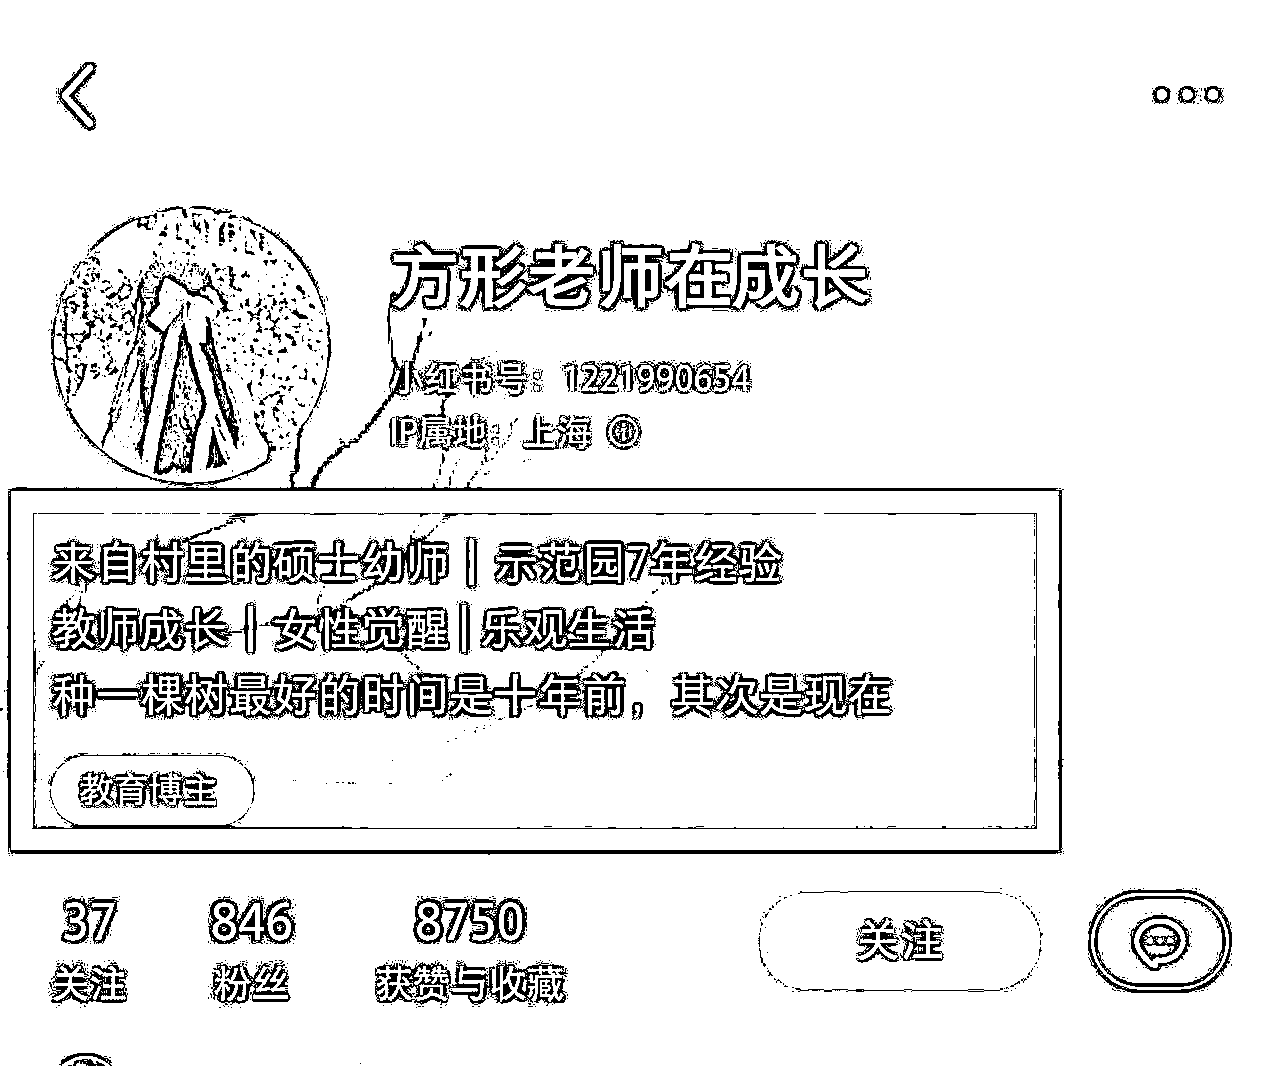 方形老师在成长
小红书号：1221990654
IP属地：上海
来自村里的硕士幼师｜示范园7年经验
教师成长｜女性觉醒｜乐观生活
种一棵树最好的时间是十年前，其次是现在
教育博主
37 846 8750 关注
关注 粉丝 获赞与收藏